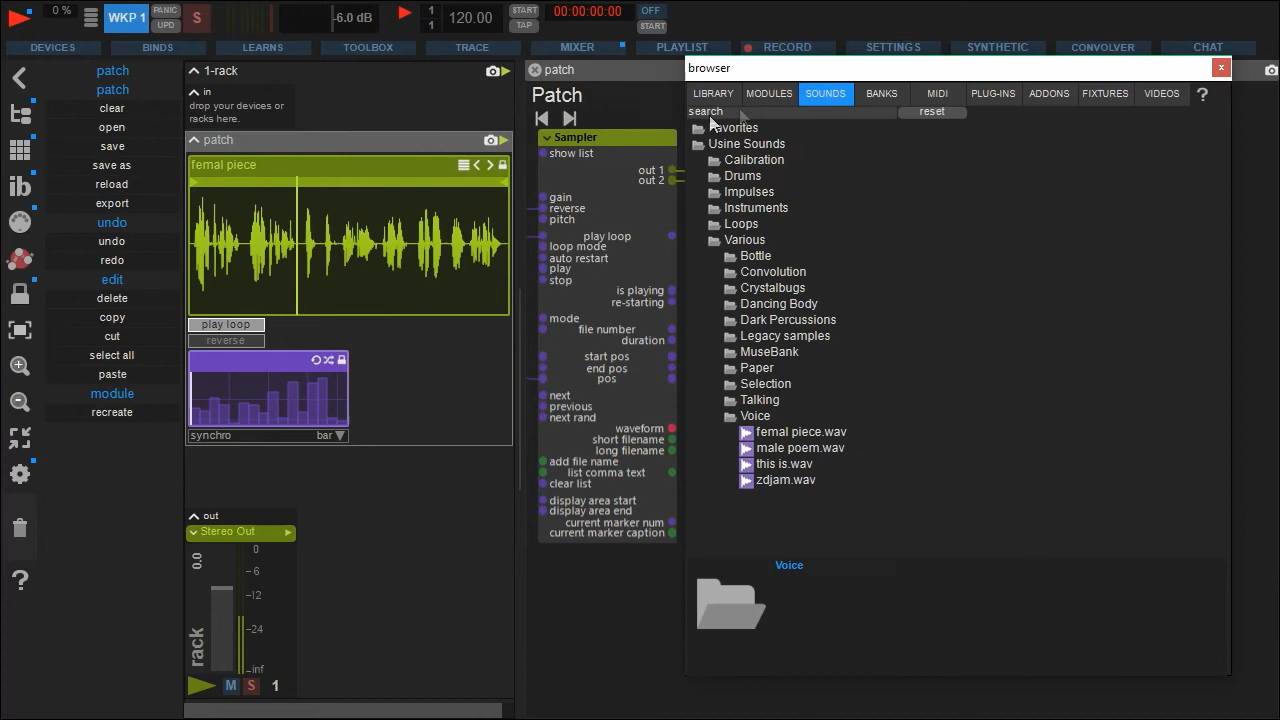 0 %
WKP 1
PANIC
UPD
S
-6.0 dB
1
1
120.00
START
TAP
00:00:00:00
OFF
START
DEVICES
BINDS
LEARNS
TOOLBOX
TRACE
MIXER
PLAYLIST
RECORD
SETTINGS
SYNTHETIC
CONVOLVER
CHAT
patch
patch
clear
open
save
save as
reload
export
undo
undo
redo
edit
delete
copy
cut
select all
paste
module
recreate
ib
?
1-rack
in
drop your devices or
racks here.
patch
femal piece
play loop
reverse
synchro
bar
out
Stereo Out
0.0
rack
0
-6
-12
-24
-inf
M
S
1
patch
Patch
Sampler
show list
out 1
out 2
gain
reverse
pitch
play loop
loop mode
auto restart
play
stop
is playing
re-starting
mode
file number
duration
start pos
end pos
pos
next
previous
next rand
waveform
short filename
long filename
add file name
list comma text
clear list
display area start
display area end
current marker num
current marker caption
browser
x
LIBRARY
MODULES
SOUNDS
BANKS
MIDI
PLUG-INS
ADDONS
FIXTURES
VIDEOS
?
search
reset
Favorites
Usine Sounds
Calibration
Drums
Impulses
Instruments
Loops
Various
Bottle
Convolution
Crystalbugs
Dancing Body
Dark Percussions
Legacy samples
MuseBank
Paper
Selection
Talking
Voice
femal piece.wav
male poem.wav
this is.wav
zdjam.wav
Voice